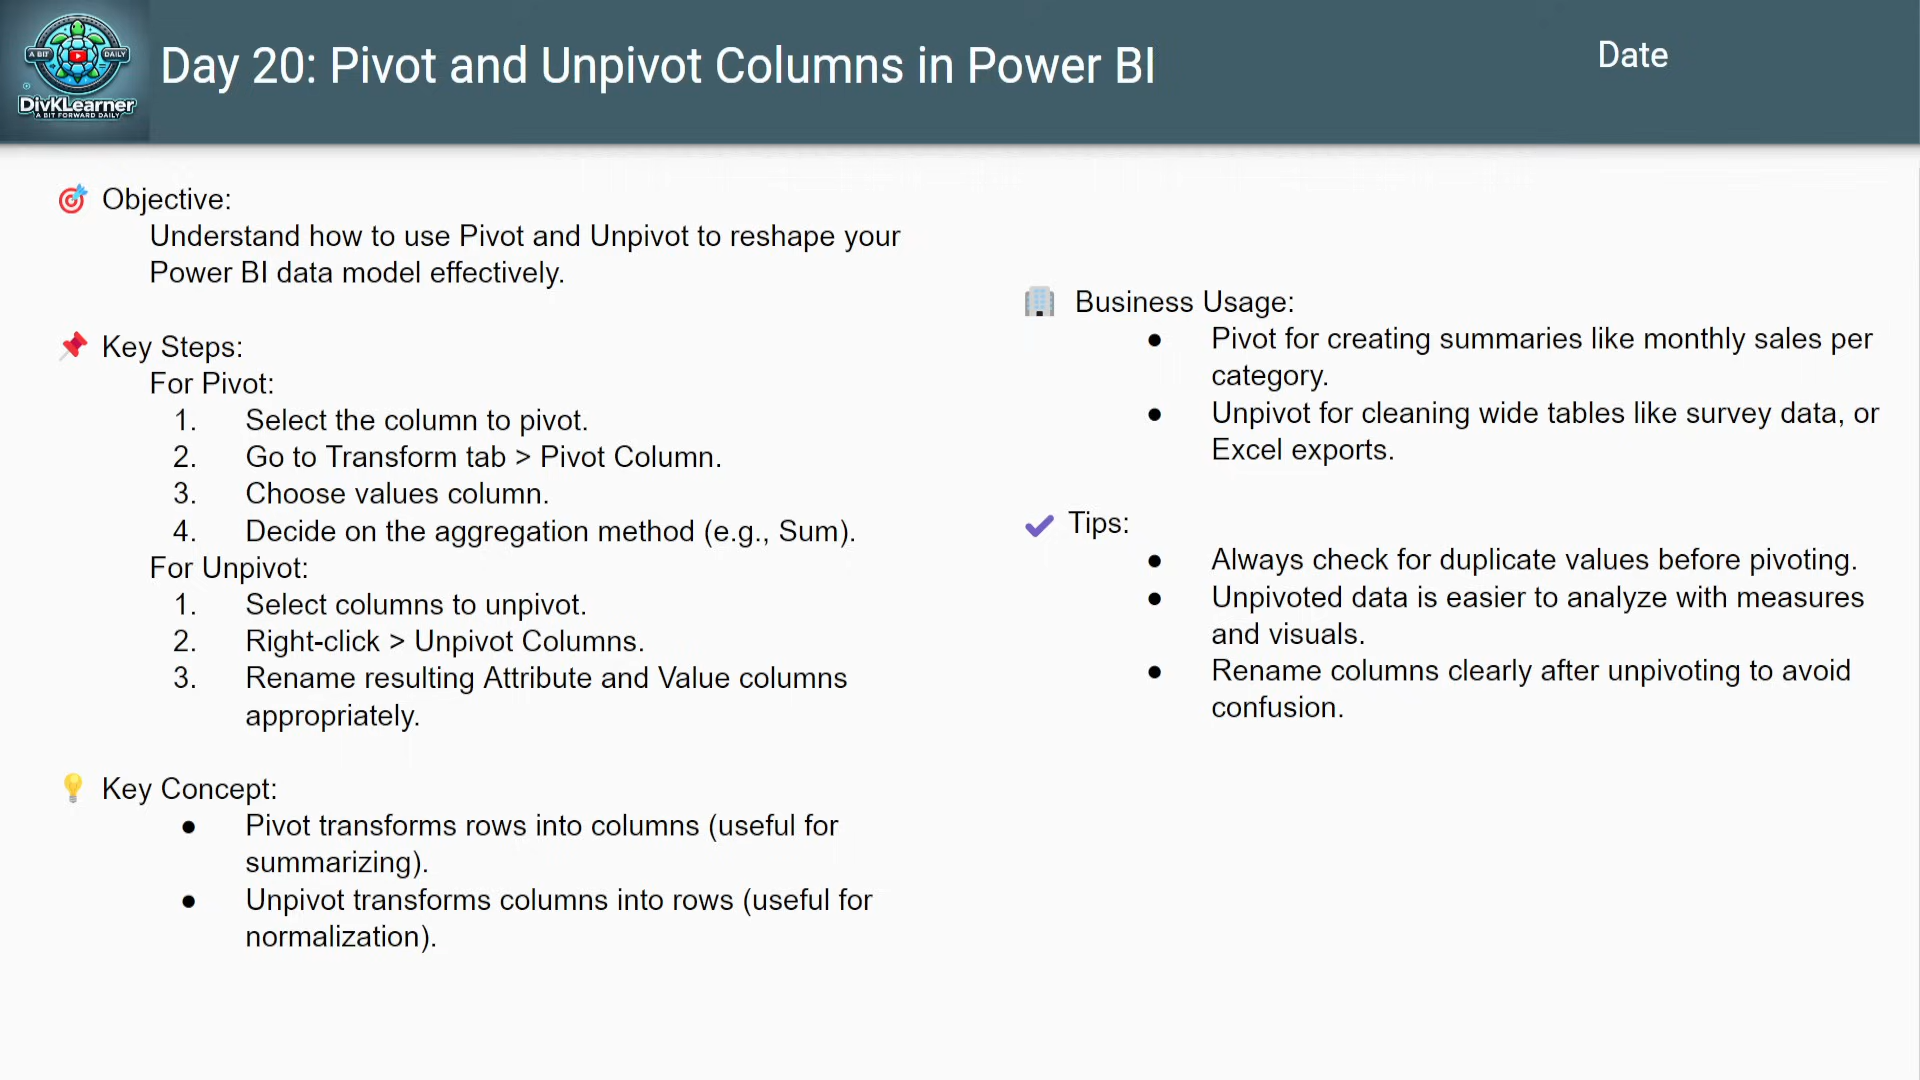 A BIT
DAILY
DivKLearner
A BIT FORWARD DAILY
Day 20: Pivot and Unpivot Columns in Power BI
Date
Objective:
Understand how to use Pivot and Unpivot to reshape your
Power BI data model effectively.
Key Steps:
For Pivot:
1. Select the column to pivot.
2. Go to Transform tab > Pivot Column.
3. Choose values column.
4. Decide on the aggregation method (e.g., Sum).
For Unpivot:
1. Select columns to unpivot.
2. Right-click > Unpivot Columns.
3. Rename resulting Attribute and Value columns
appropriately.
Key Concept:
● Pivot transforms rows into columns (useful for
summarizing).
● Unpivot transforms columns into rows (useful for
normalization).
Business Usage:
● Pivot for creating summaries like monthly sales per
category.
● Unpivot for cleaning wide tables like survey data, or
Excel exports.
Tips:
● Always check for duplicate values before pivoting.
● Unpivoted data is easier to analyze with measures
and visuals.
● Rename columns clearly after unpivoting to avoid
confusion.